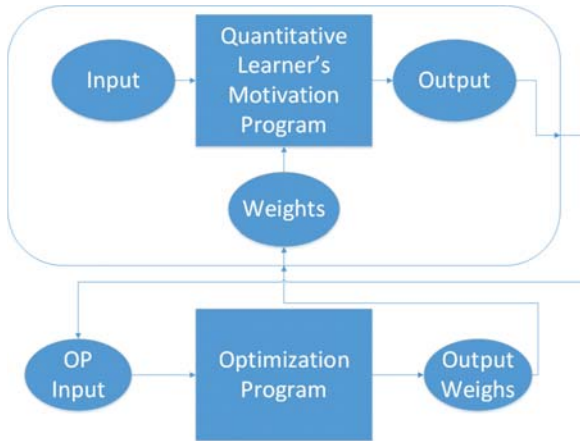 Input
Quantitative
Learner's
Motivation
Program
Output
Weights
OP
Input
Optimization
Program
Output
Weighs